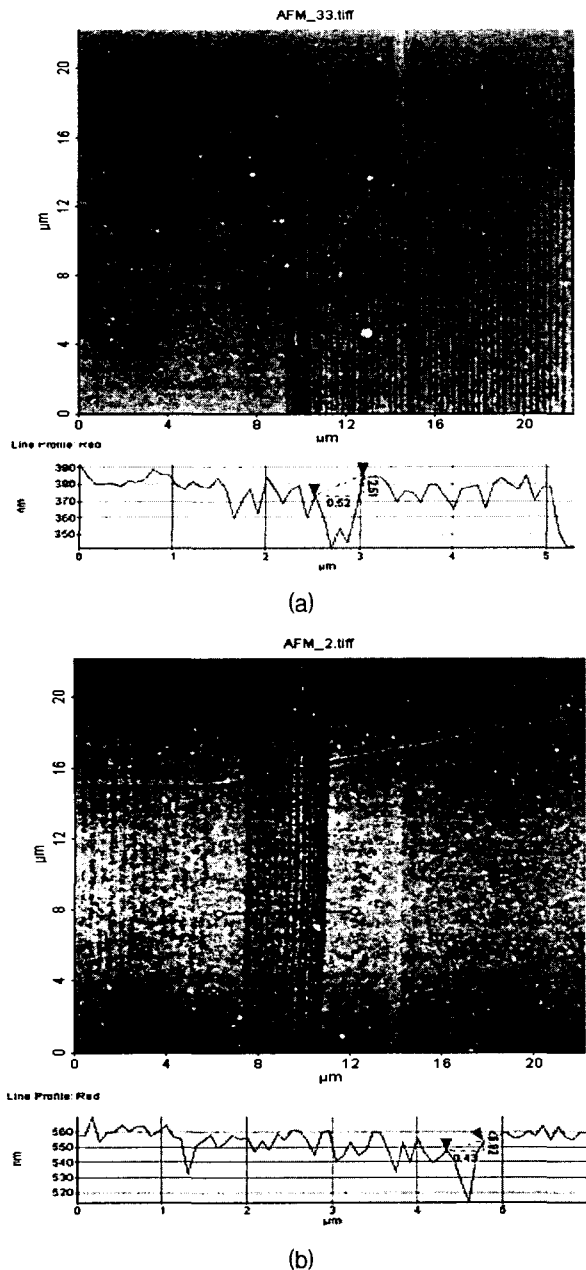 AFM_33.tiff
20
16
12
8
4
0
µm
0 4 8 12 16 20
µm
Line Profile: Red
390
380
370
360
350
nm
0.52
0 1 2 3 4 5
µm
(a)
AFM_2.tiff
20
16
12
8
4
0
µm
0 4 8 12 16 20
µm
Line Profile: Red
560
550
540
530
520
nm
0.43
0 1 2 3 4 5
µm
(b)